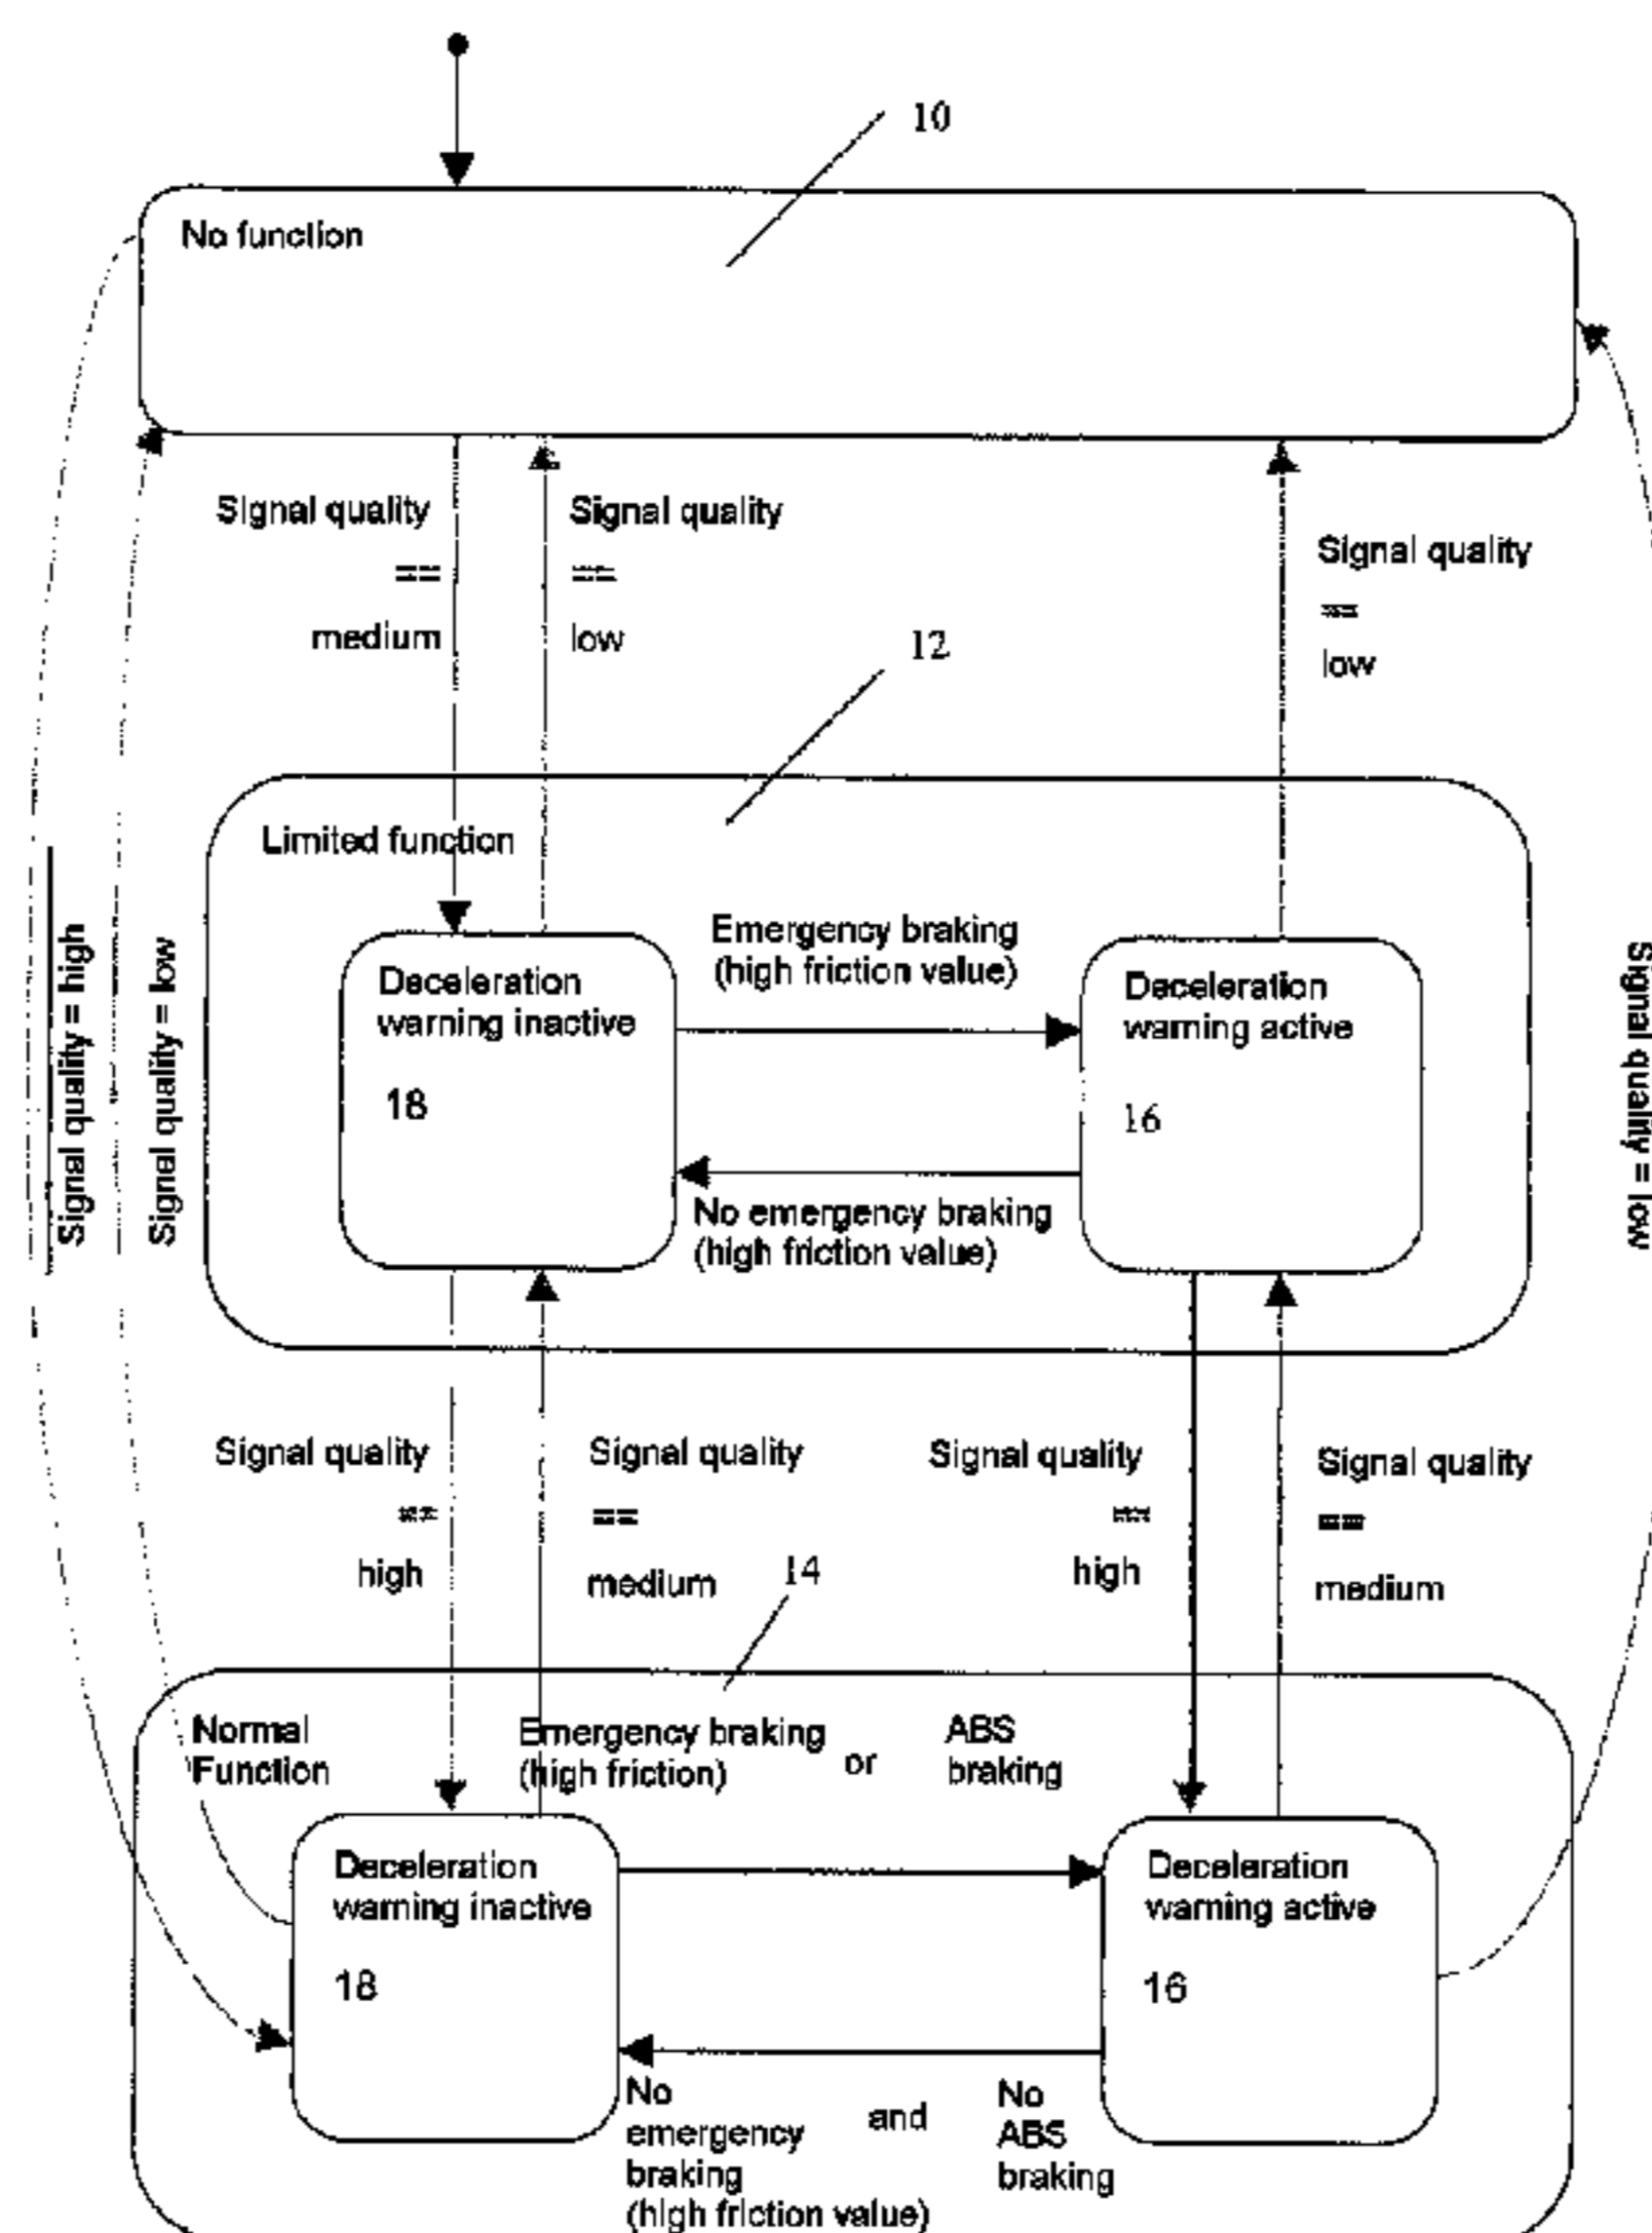 10
No function
Signal quality
==
medium
Signal quality
==
low
Signal quality
==
low
12
Limited function
Emergency braking
(high friction value)
Deceleration
warning inactive
18
Deceleration
warning active
16
No emergency braking
(high friction value)
Signal quality = high
Signal quality = low
Signal quality = low
Signal quality
==
high
Signal quality
==
medium
Signal quality
==
high
Signal quality
==
medium
14
Normal
Function
Emergency braking
(high friction)
or
ABS
braking
Deceleration
warning inactive
18
Deceleration
warning active
16
No
emergency
braking
(high friction value)
and
No
ABS
braking